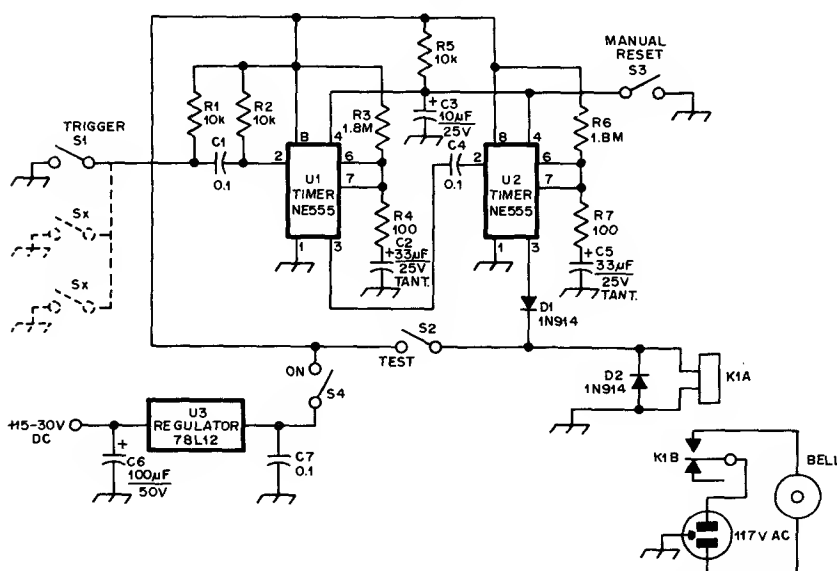 R5
10k
MANUAL
RESET
S3
R1
10k
R2
10k
TRIGGER
S1
C1
0.1
2
8
4
R3
1.8M
U1
TIMER
NE555
6
7
1
3
R4
100
C2
33µF
25V
TANT.
+
C3
10µF
25V
C4
0.1
2
8
4
R6
1.8M
U2
TIMER
NE555
6
7
1
3
R7
100
+
C5
33µF
25V
TANT.
Sx
Sx
D1
1N914
S2
TEST
ON
S4
D2
1N914
K1A
+15-30V
DC
U3
REGULATOR
78L12
+
C6
100µF
50V
C7
0.1
K1B
BELL
117V AC